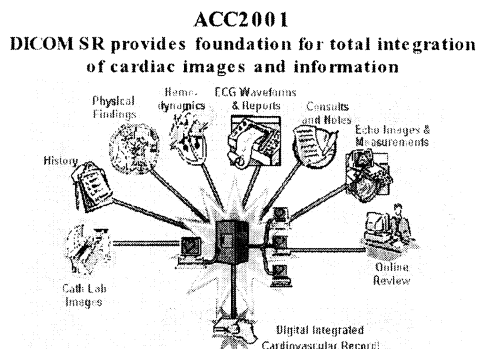 ACC2001
DICOM SR provides foundation for total integration
of cardiac images and information
Physical
Findings
Hemo-
dynamics
ECG Waveforms
& Reports
Consults
and Notes
Echo Images &
Measurements
History
Cath Lab
Images
Online
Review
Digital Integrated
Cardiovascular Record